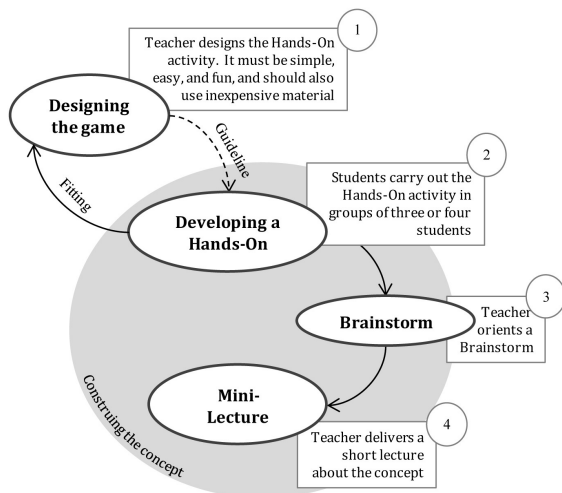 1
Teacher designs the Hands-On
activity. It must be simple,
easy, and fun, and should also
use inexpensive material
Designing
the game
Guideline
Fitting
2
Students carry out the
Hands-On activity in
groups of three or four
students
Developing a
Hands-On
3
Teacher
orients a
Brainstorm
Brainstorm
Mini-
Lecture
4
Teacher delivers a
short lecture
about the concept
Construing the concept